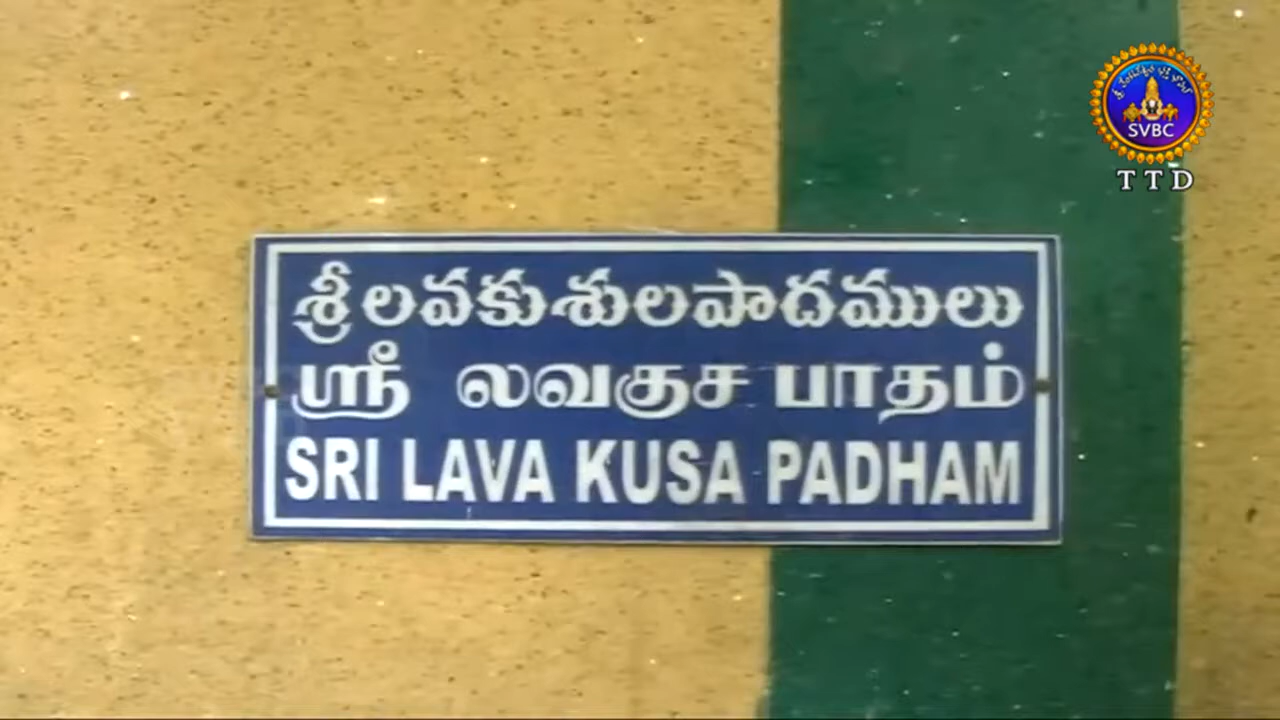 శ్రీ లవకుశులపాదములు
ஸ்ரீ லவகுச பாதம்
SRI LAVA KUSA PADHAM
SVBC
TTD